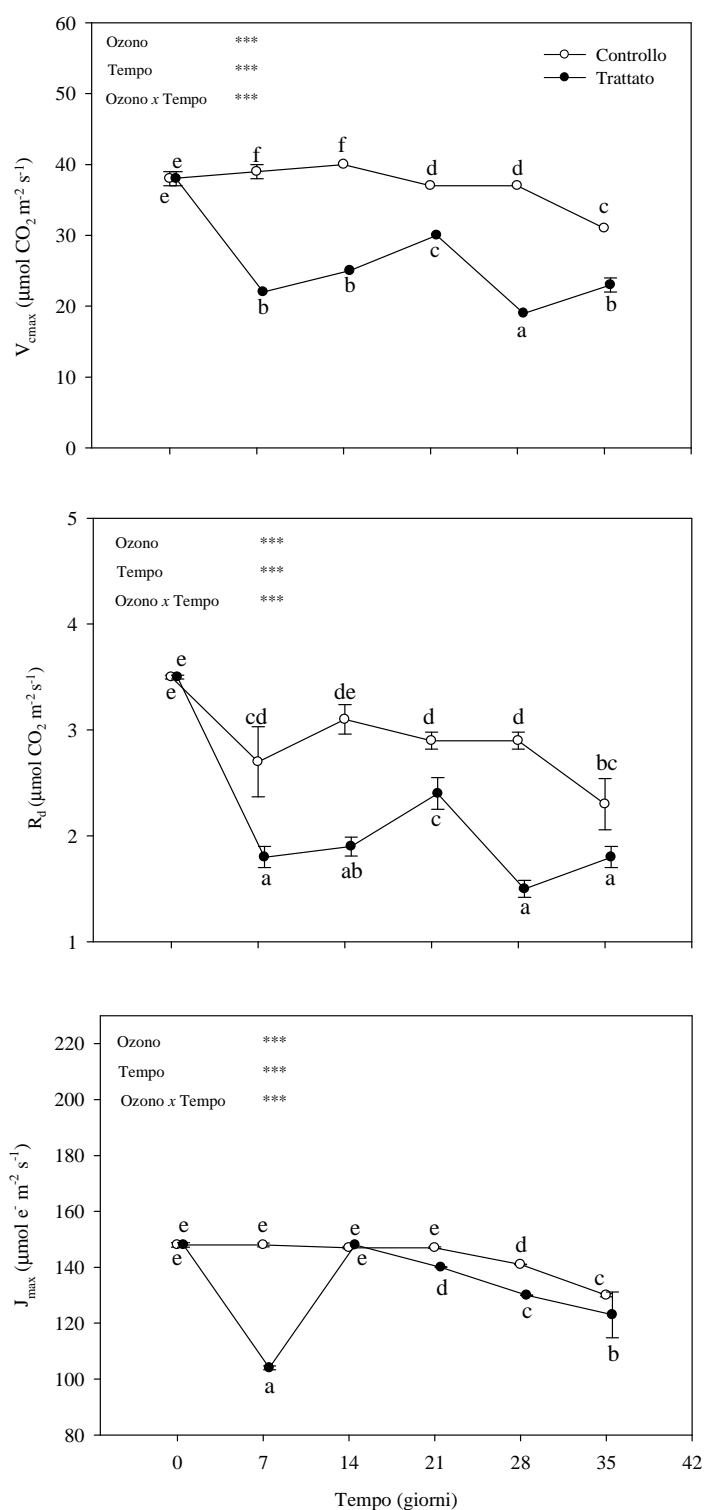 60
Ozono ***
Controllo
Tempo ***
Trattato
Ozono x Tempo ***
50
40
30
20
10
0
e f f d d c
e b b c a b
V_cmax (µmol CO_2 m^-2 s^-1)
5
Ozono ***
Tempo ***
Ozono x Tempo ***
4
3
2
1
e cd de d d bc
e a ab c a a
R_d (µmol CO_2 m^-2 s^-1)
220
Ozono ***
Tempo ***
Ozono x Tempo ***
200
180
160
140
120
100
80
e e e e d c
e a e d c b
J_max (µmol e^- m^-2 s^-1)
0 7 14 21 28 35 42
Tempo (giorni)